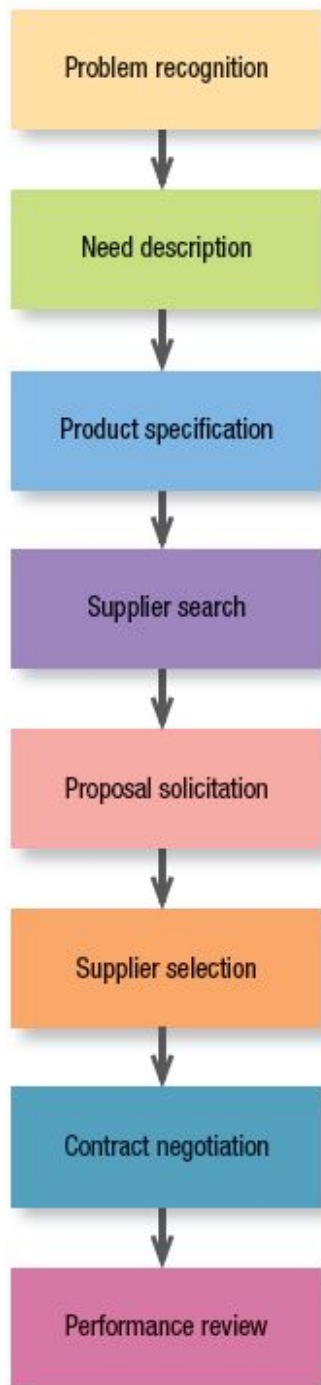 Problem recognition
Need description
Product specification
Supplier search
Proposal solicitation
Supplier selection
Contract negotiation
Performance review